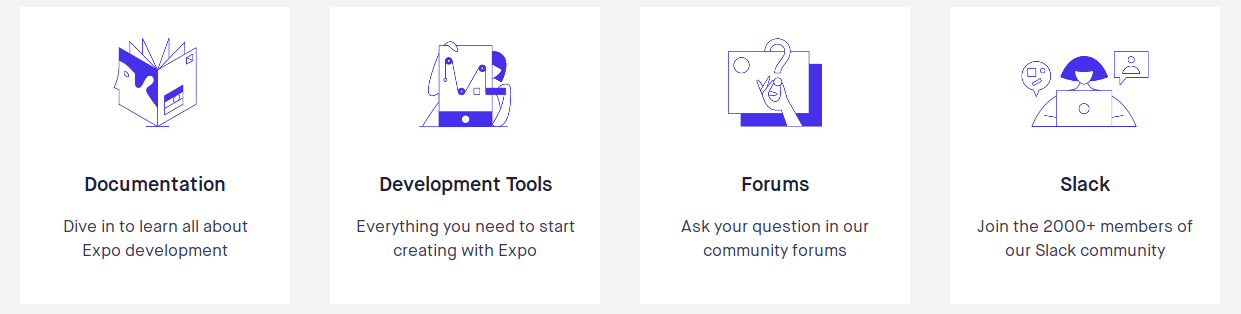 Documentation
Dive in to learn all about
Expo development
Development Tools
Everything you need to start
creating with Expo
Forums
Ask your question in our
community forums
Slack
Join the 2000+ members of
our Slack community